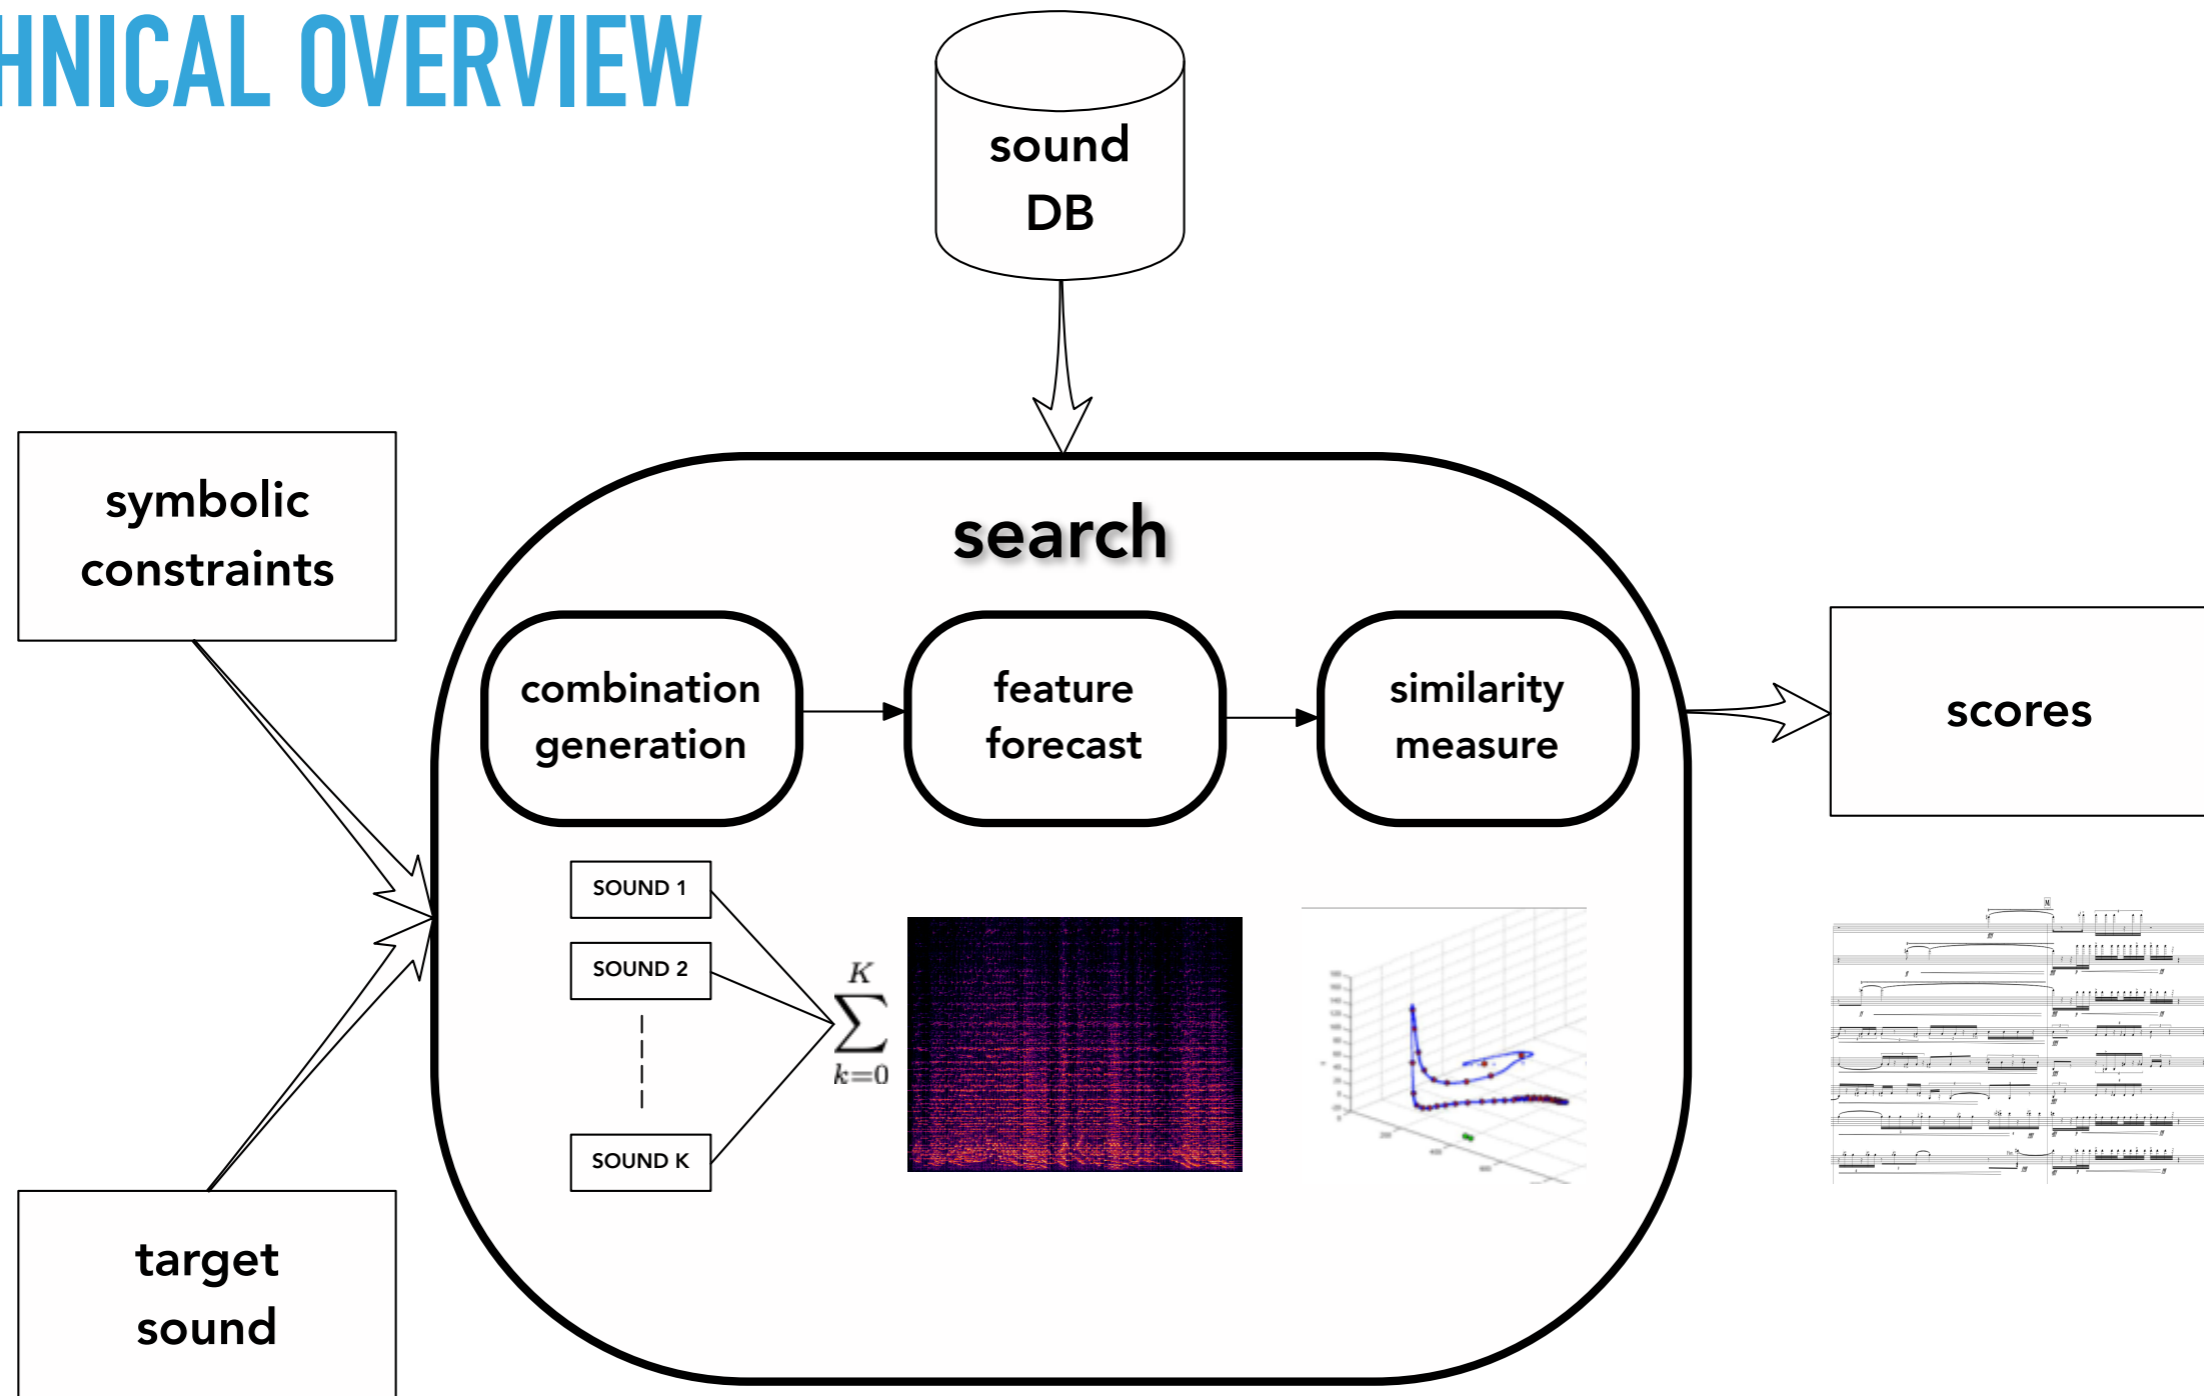 HNICAL OVERVIEW
sound
DB
symbolic
constraints
search
combination
generation
feature
forecast
similarity
measure
scores
SOUND 1
SOUND 2
SOUND K
K
∑
k=0
target
sound